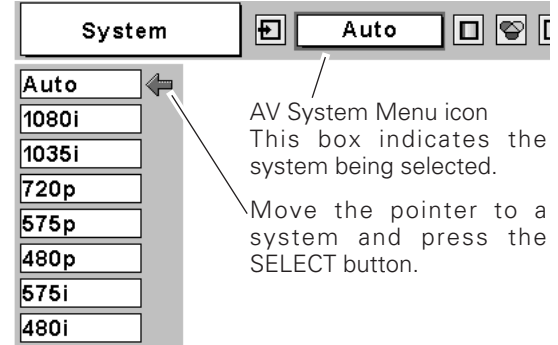 System
Auto
Auto
1080i
1035i
720p
575p
480p
575i
480i
AV System Menu icon
This box indicates the
system being selected.
Move the pointer to a
system and press the
SELECT button.